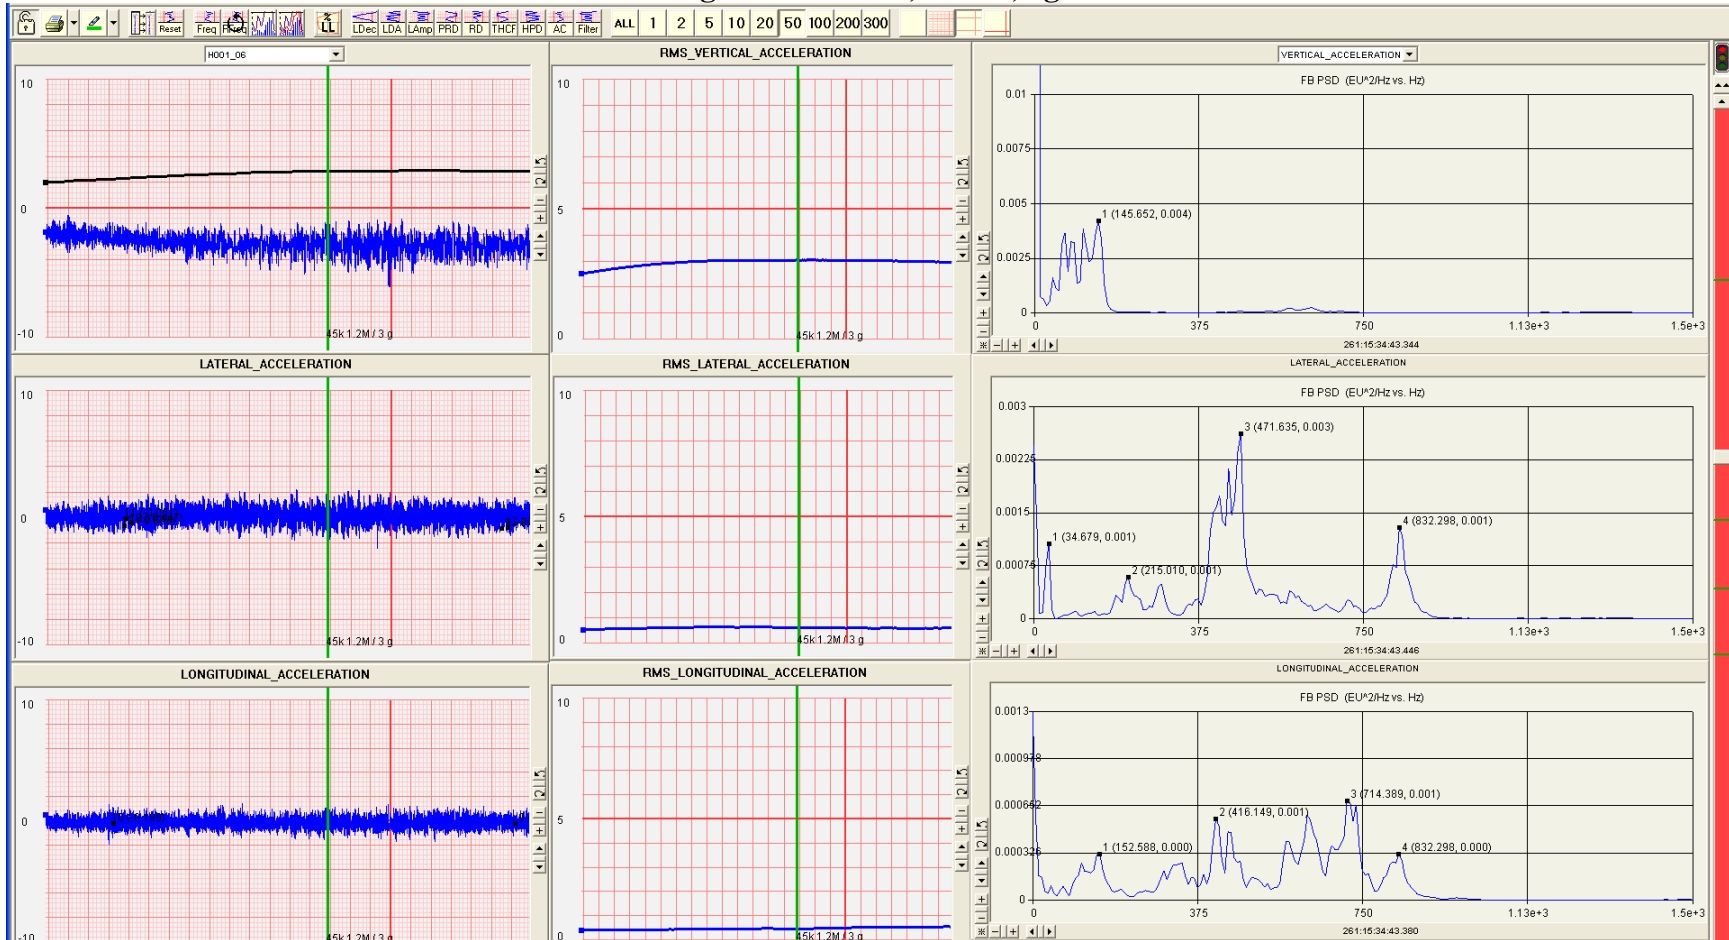 LL
Reset Freq LDec LDA LAmp PRD RD THCF HPD AC Filter ALL 1 2 5 10 20 50 100 200 300
H001_06
10
0
-10
45k 1.2M / 3 g
RMS_VERTICAL_ACCELERATION
10
5
0
45k 1.2M / 3 g
VERTICAL_ACCELERATION
FB PSD (EU^2/Hz vs. Hz)
0.01
0.0075
0.005
0.0025
0
1 (145.652, 0.004)
0 375 750 1.13e+3 1.5e+3
261:15:34:43.344
LATERAL_ACCELERATION
10
0
-10
45k 1.2M / 3 g
RMS_LATERAL_ACCELERATION
10
5
0
45k 1.2M / 3 g
LATERAL_ACCELERATION
FB PSD (EU^2/Hz vs. Hz)
0.003
0.00225
0.0015
0.00075
0
3 (471.635, 0.003)
4 (832.298, 0.001)
1 (34.679, 0.001)
2 (215.010, 0.001)
0 375 750 1.13e+3 1.5e+3
261:15:34:43.446
LONGITUDINAL_ACCELERATION
10
0
-10
45k 1.2M / 3 g
RMS_LONGITUDINAL_ACCELERATION
10
5
0
45k 1.2M / 3 g
LONGITUDINAL_ACCELERATION
FB PSD (EU^2/Hz vs. Hz)
0.0013
0.000978
0.000652
0.000326
0
3 (714.389, 0.001)
2 (416.149, 0.001)
1 (152.588, 0.000)
4 (832.298, 0.000)
0 375 750 1.13e+3 1.5e+3
261:15:34:43.380